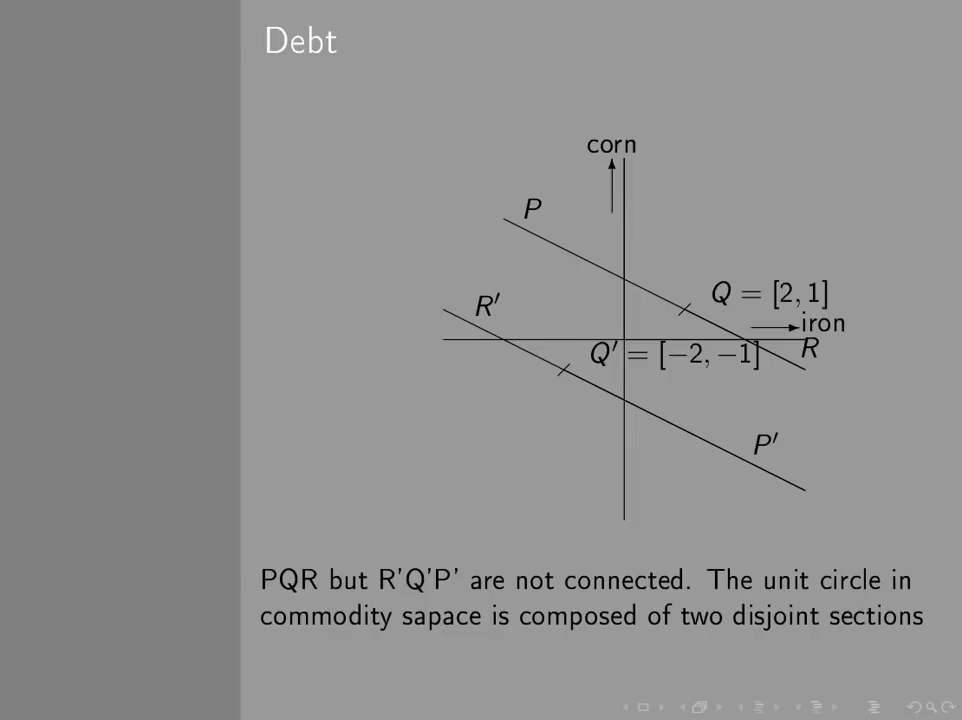 Debt
corn
P
Q = [2, 1]
R′
iron
R
Q′ = [−2, −1]
P′
PQR but R'Q'P' are not connected. The unit circle in
commodity sapace is composed of two disjoint sections